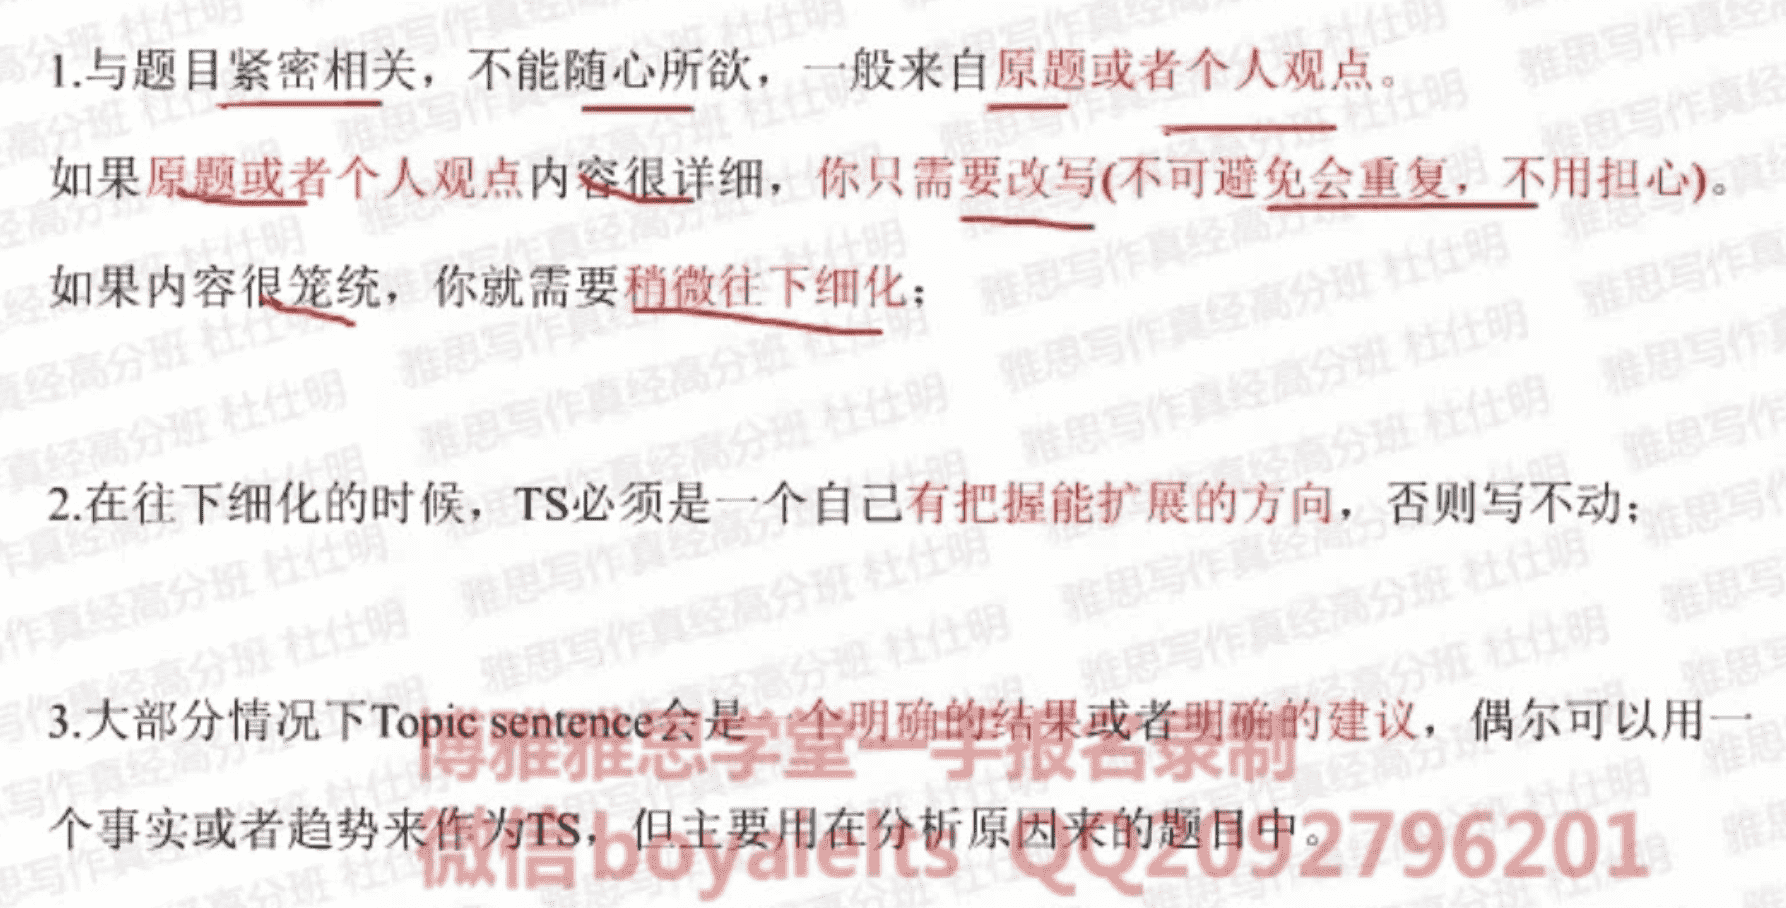 1.与题目紧密相关，不能随心所欲，一般来自原题或者个人观点。
如果原题或者个人观点内容很详细，你只需要改写(不可避免会重复，不用担心)。
如果内容很笼统，你就需要稍微往下细化；
2.在往下细化的时候，TS必须是一个自己有把握能扩展的方向，否则写不动；
3.大部分情况下Topic sentence会是一个明确的结果或者明确的建议，偶尔可以用一
博雅雅思学堂一手报名录制
个事实或者趋势来作为TS，但主要用在分析原因来的题目中。
微信boyaielts QQ2092796201
雅思写作真经高分班 杜仕明